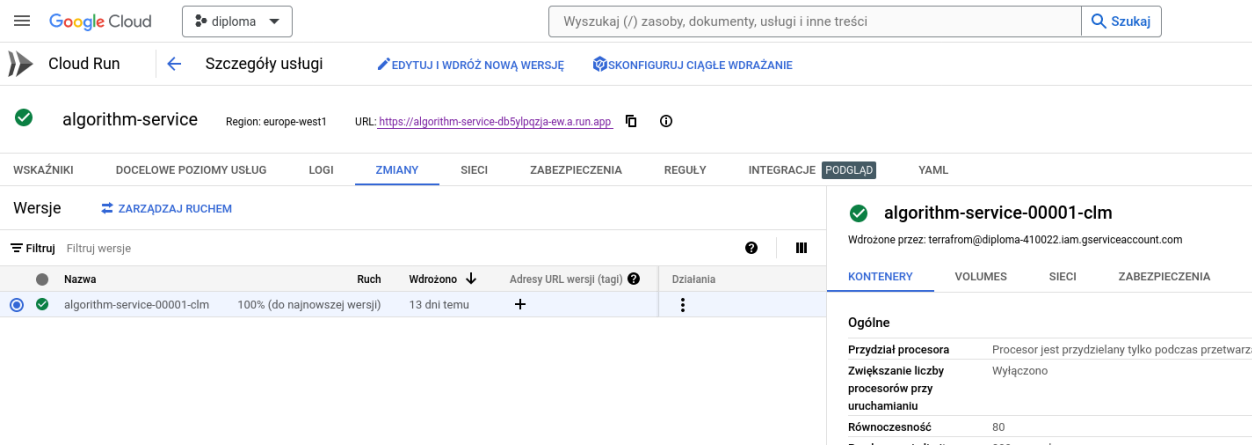 Google Cloud
diploma
Wyszukaj (/) zasoby, dokumenty, usługi i inne treści
Szukaj
Cloud Run
Szczegóły usługi
EDYTUJ I WDRÓŻ NOWĄ WERSJĘ
SKONFIGURUJ CIĄGŁE WDRAŻANIE
algorithm-service
Region: europe-west1
URL: https://algorithm-service-db5ylpqzja-ew.a.run.app
WSKAŹNIKI DOCELOWE POZIOMY USŁUG LOGI ZMIANY SIECI ZABEZPIECZENIA REGUŁY INTEGRACJE PODGLĄD YAML
Wersje
ZARZĄDZAJ RUCHEM
Filtruj Filtruj wersje
Nazwa Ruch Wdrożono Adresy URL wersji (tagi) Działania
algorithm-service-00001-clm 100% (do najnowszej wersji) 13 dni temu
algorithm-service-00001-clm
Wdrożone przez: terrafrom@diploma-410022.iam.gserviceaccount.com
KONTENERY VOLUMES SIECI ZABEZPIECZENIA
Ogólne
Przydział procesora Procesor jest przydzielany tylko podczas przetwarza
Zwiększanie liczby Wyłączono
procesorów przy
uruchamianiu
Równoczesność 80